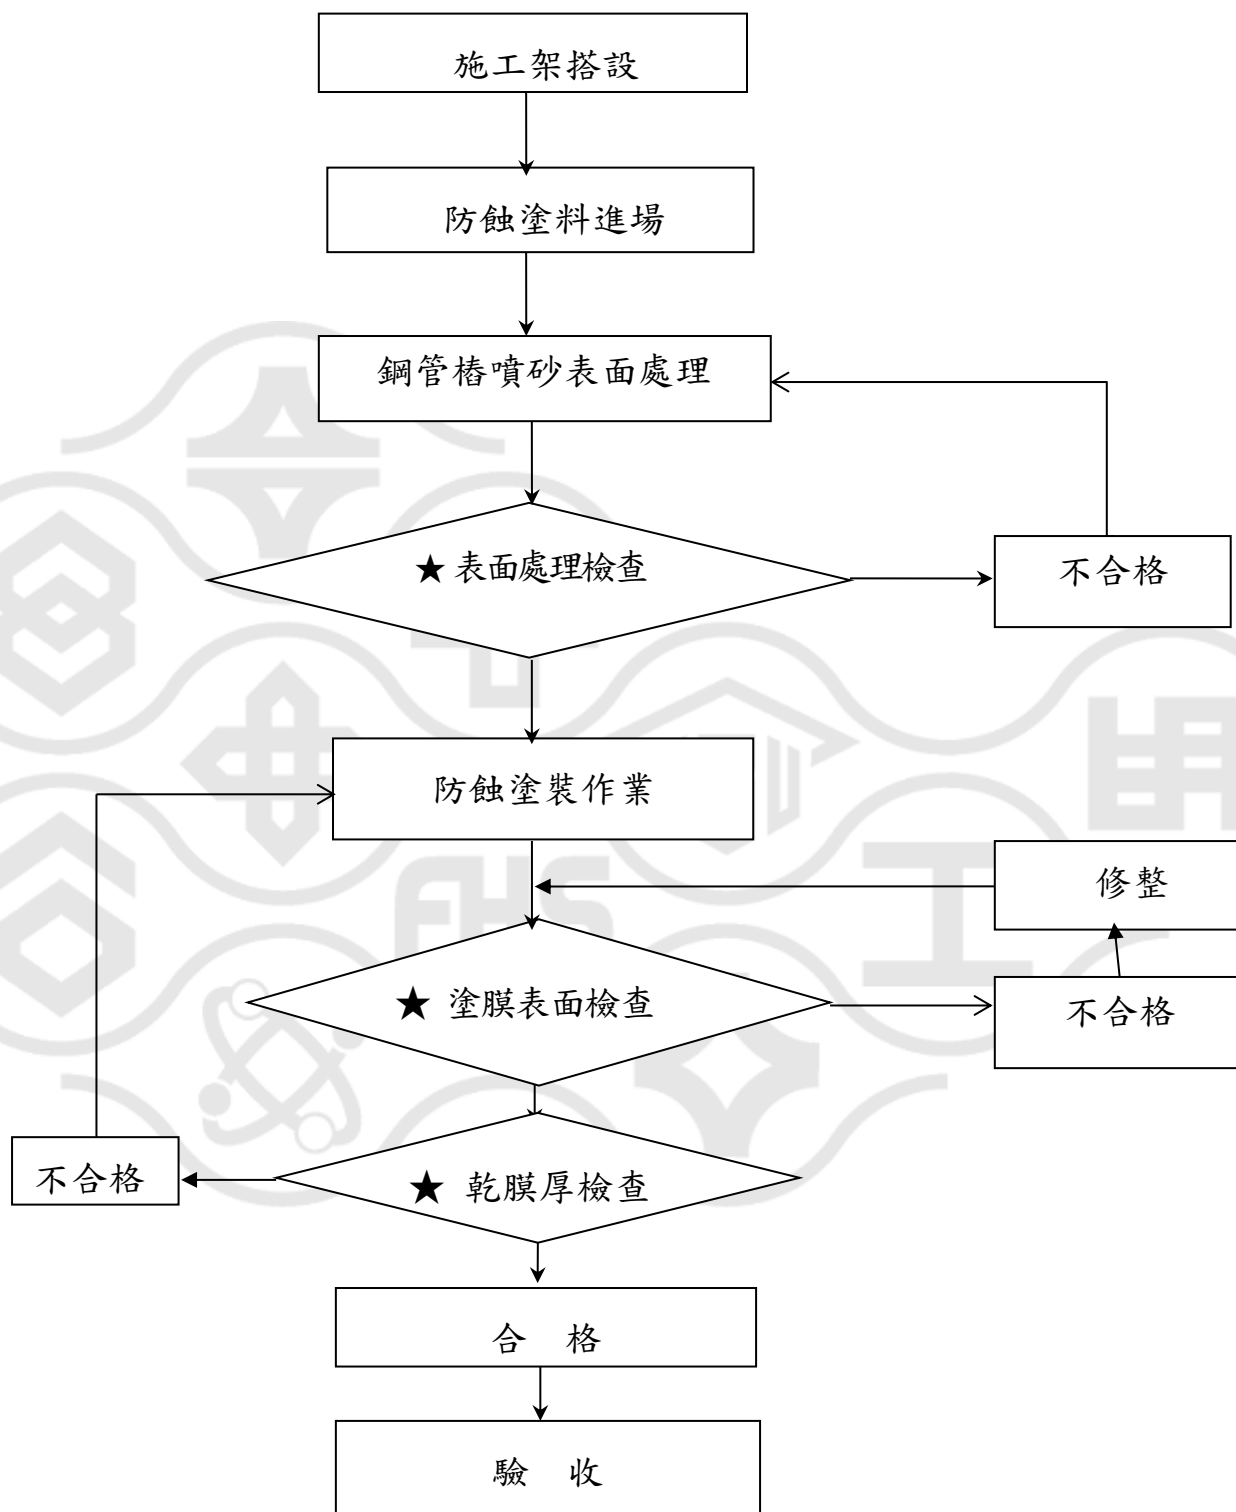 施工架搭設
防蝕塗料進場
鋼管樁噴砂表面處理
★表面處理檢查
不合格
防蝕塗裝作業
修整
★ 塗膜表面檢查
不合格
不合格
★ 乾膜厚檢查
合 格
驗 收